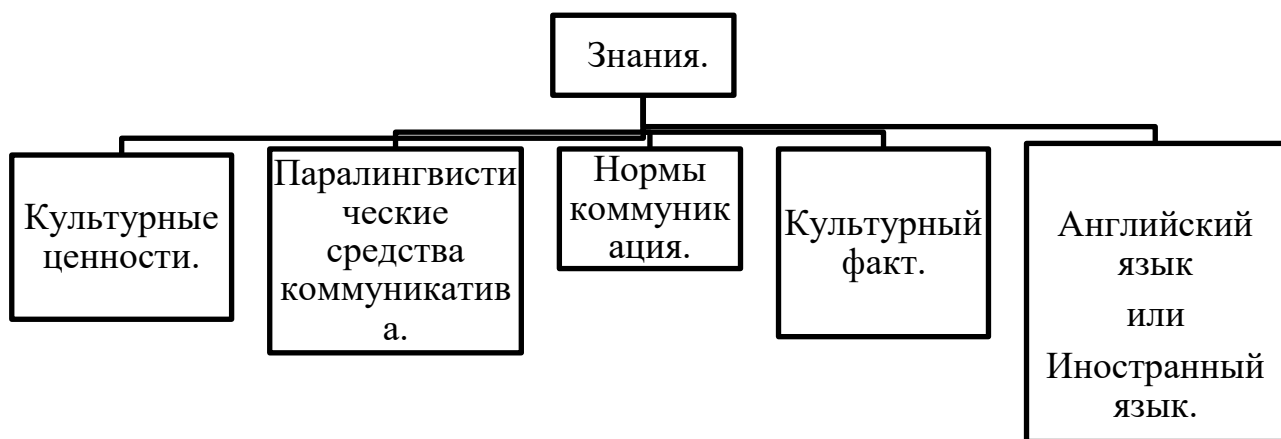 Знания.
Культурные
ценности.
Паралингвисти
ческие
средства
коммуникатив
а.
Нормы
коммуник
ация.
Культурный
факт.
Английский
язык
или
Иностранный
язык.